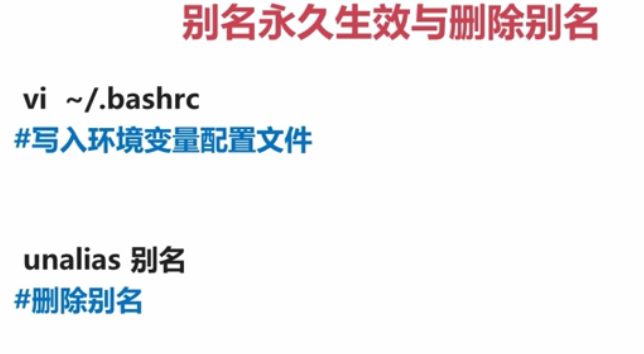 别名永久生效与删除别名
vi ~/.bashrc
#写入环境变量配置文件
unalias 别名
#删除别名